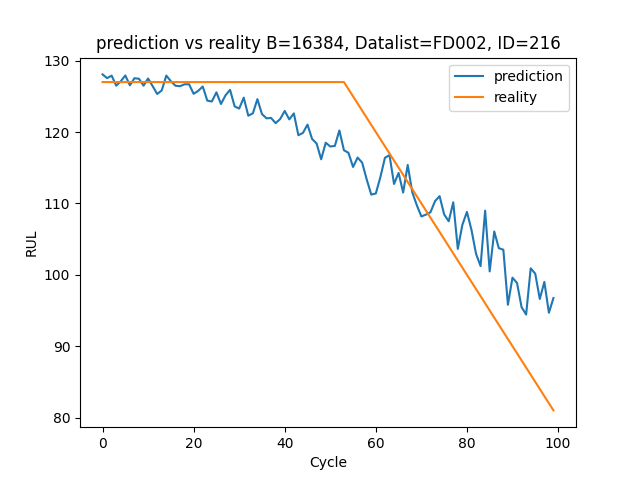 prediction vs reality B=16384, Datalist=FD002, ID=216
prediction
reality
130
120
110
100
90
80
RUL
0 20 40 60 80 100
Cycle